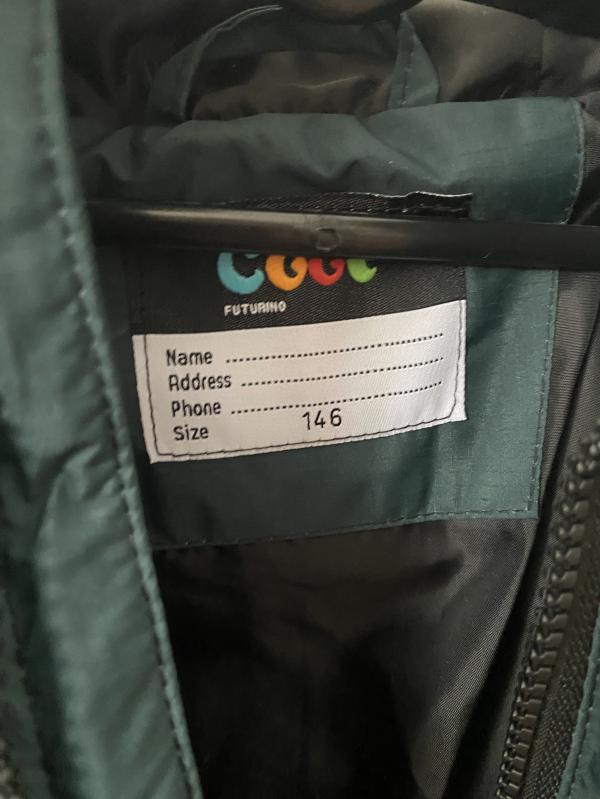 FUTURINO
Name
Address
Phone
Size 146